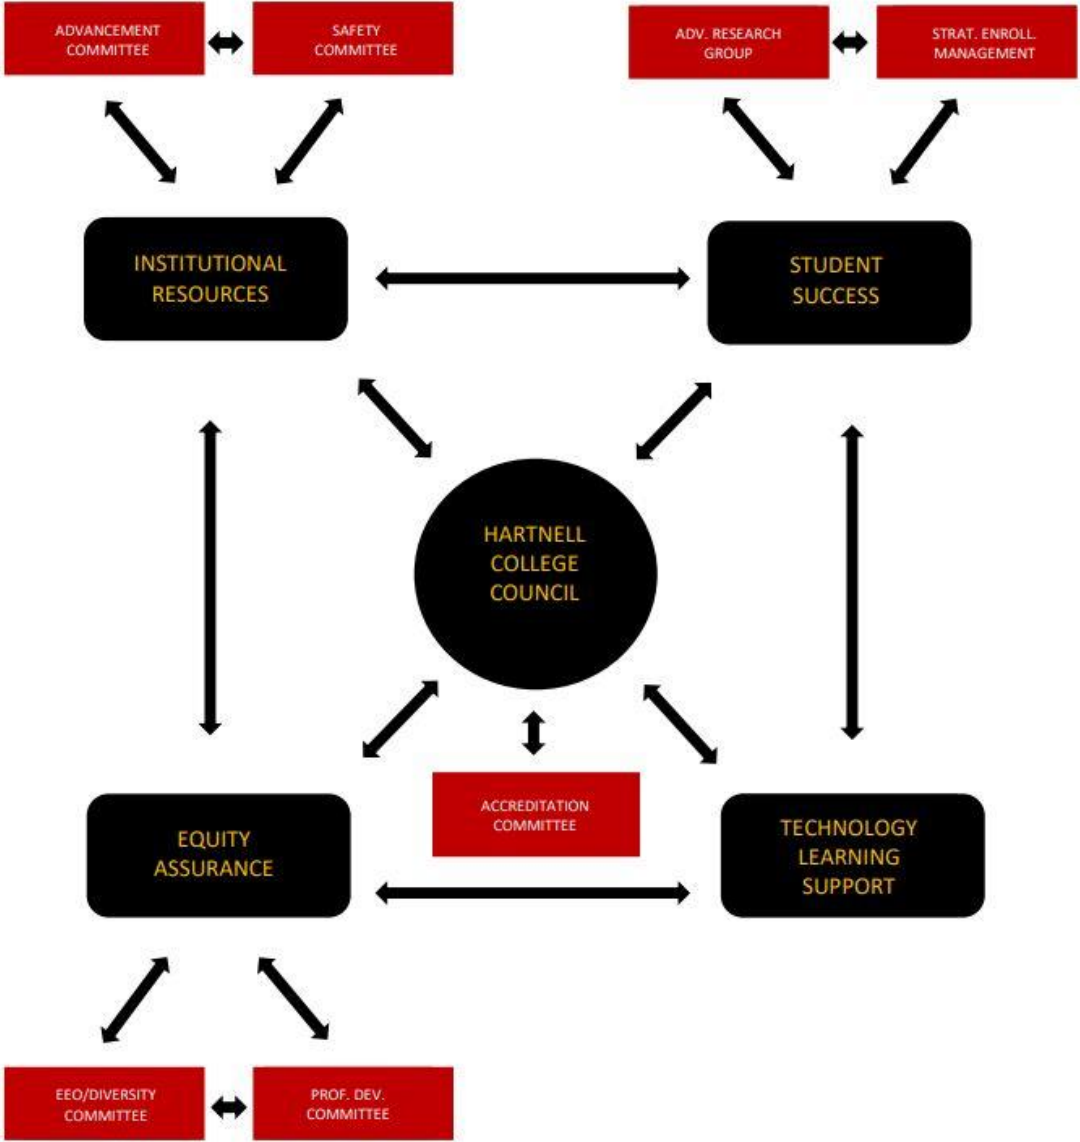 ADVANCEMENT
COMMITTEE
SAFETY
COMMITTEE
ADV. RESEARCH
GROUP
STRAT. ENROLL.
MANAGEMENT
INSTITUTIONAL
RESOURCES
STUDENT
SUCCESS
HARTNELL
COLLEGE
COUNCIL
ACCREDITATION
COMMITTEE
EQUITY
ASSURANCE
TECHNOLOGY
LEARNING
SUPPORT
EEO/DIVERSITY
COMMITTEE
PROF. DEV.
COMMITTEE